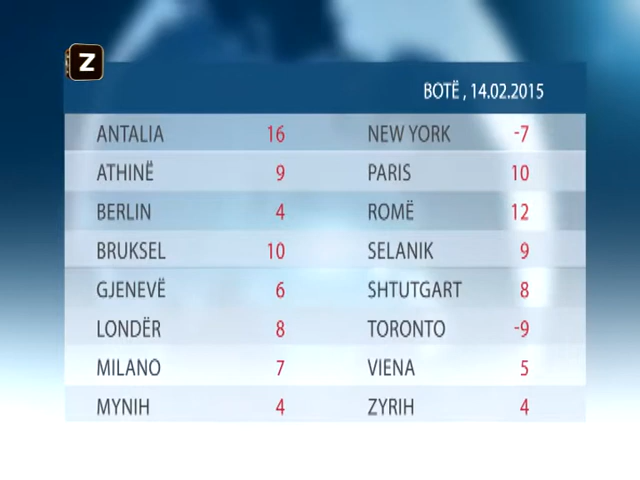 Z
BOTË , 14.02.2015
ANTALIA 16 NEW YORK -7
ATHINË 9 PARIS 10
BERLIN 4 ROMË 12
BRUKSEL 10 SELANIK 9
GJENEVË 6 SHTUTGART 8
LONDËR 8 TORONTO -9
MILANO 7 VIENA 5
MYNIH 4 ZYRIH 4